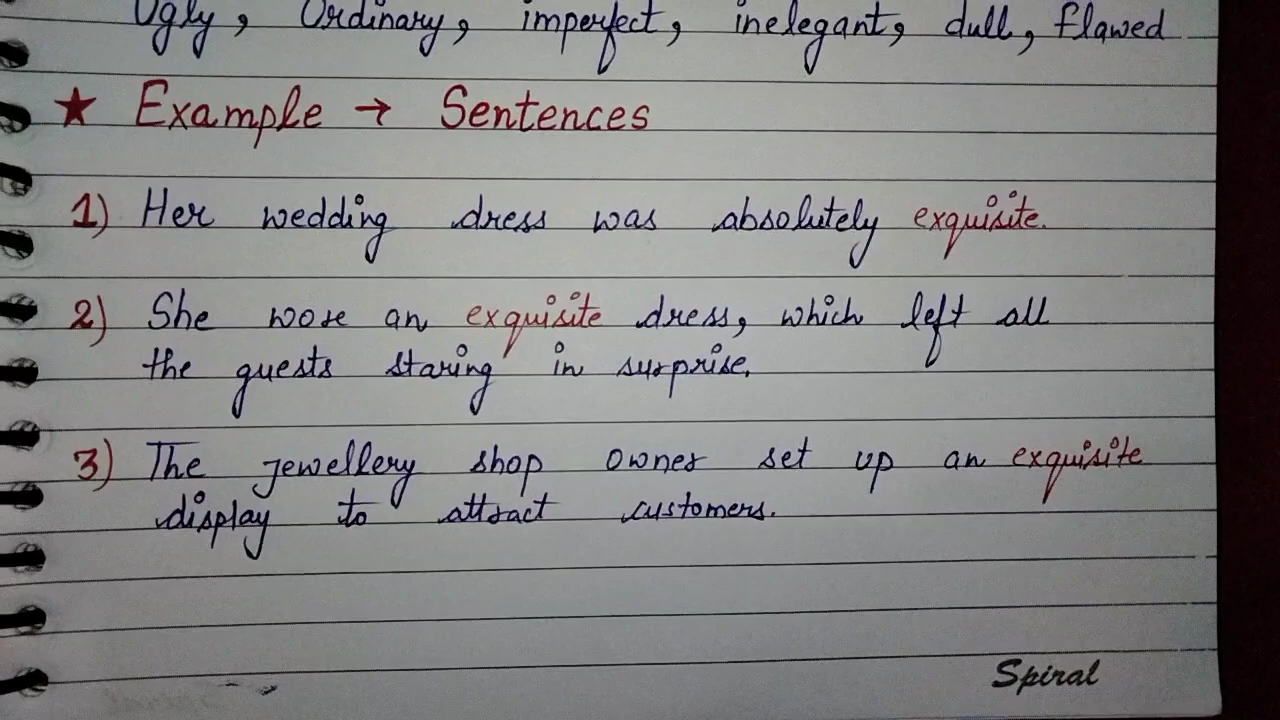 Ugly, Ordinary, imperfect, inelegant, dull, flawed
★ Example → Sentences
1) Her wedding dress was absolutely exquisite.
2) She wore an exquisite dress, which left all
the guests staring in surprise.
3) The jewellery shop owner set up an exquisite
display to attract customers.
Spiral